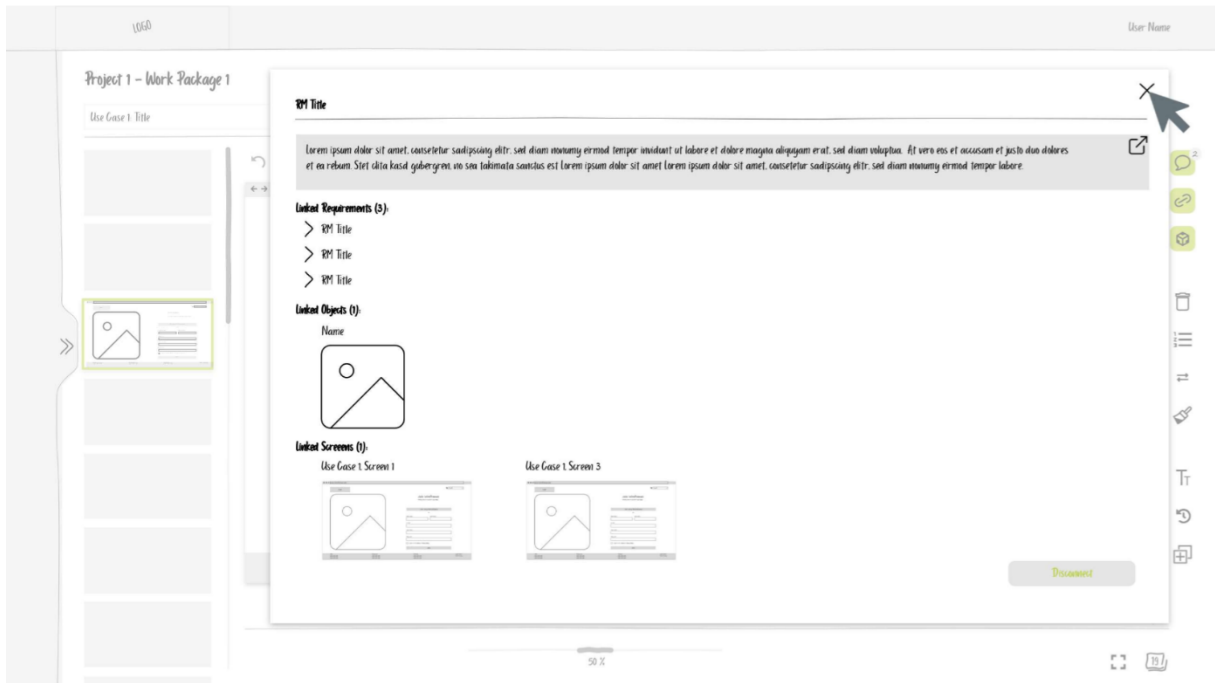 LOGO
User Name
Project 1 - Work Package 1
Use Case 1 Title
RM Title
Lorem ipsum dolor sit amet, consetetur sadipscing elitr, sed diam nonumy eirmod tempor invidunt ut labore et dolore magna aliquyam erat, sed diam voluptua. At vero eos et accusam et justo duo dolores
et ea rebum. Stet clita kasd gubergren, no sea takimata sanctus est Lorem ipsum dolor sit amet Lorem ipsum dolor sit amet, consetetur sadipscing elitr, sed diam nonumy eirmod tempor labore.
2
Linked Requirements (3):
RM Title
RM Title
RM Title
Linked Objects (1):
Name
Linked Screeens (1):
Use Case 1, Screen 1
Use Case 1, Screen 3
Disconnect
Tt
50 %
19